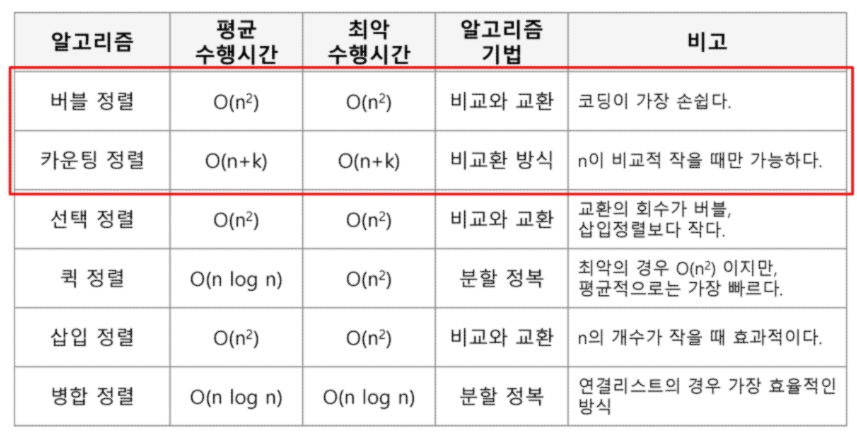 알고리즘 평균 수행시간 최악 수행시간 알고리즘 기법 비고
버블 정렬 O(n²) O(n²) 비교와 교환 코딩이 가장 손쉽다.
카운팅 정렬 O(n+k) O(n+k) 비교환 방식 n이 비교적 작을 때만 가능하다.
선택 정렬 O(n²) O(n²) 비교와 교환 교환의 회수가 버블,
삽입정렬보다 작다.
퀵 정렬 O(n log n) O(n²) 분할 정복 최악의 경우 O(n²) 이지만,
평균적으로는 가장 빠르다.
삽입 정렬 O(n²) O(n²) 비교와 교환 n의 개수가 작을 때 효과적이다.
병합 정렬 O(n log n) O(n log n) 분할 정복 연결리스트의 경우 가장 효율적인
방식